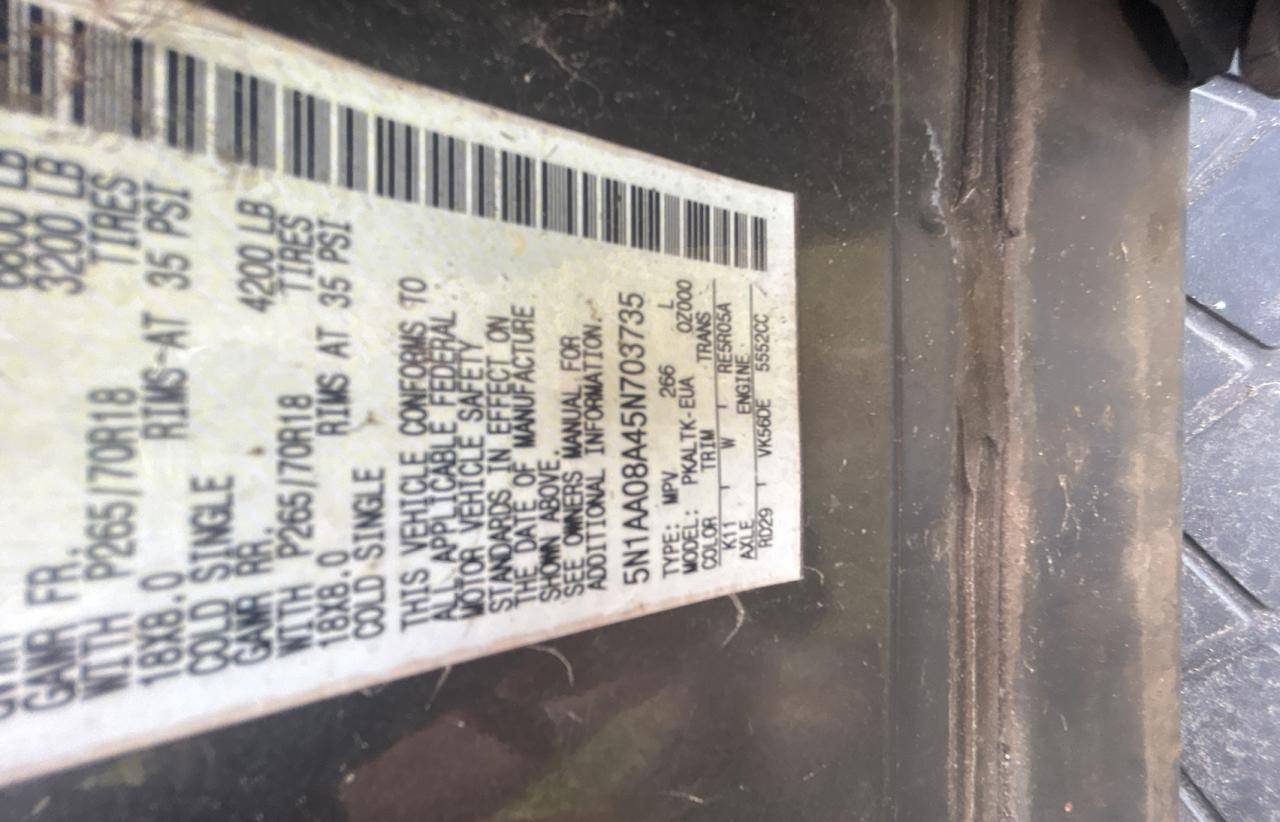 GAWR FR. 3200 LB
WITH P265/70R18 TIRES
18X8.0 RIMS-AT 35 PSI
COLD SINGLE
GAWR RR. 4200 LB
WITH P265/70R18 TIRES
18X8.0 RIMS AT 35 PSI
COLD SINGLE
THIS VEHICLE CONFORMS TO
ALL APPLICABLE FEDERAL
MOTOR VEHICLE SAFETY
STANDARDS IN EFFECT ON
THE DATE OF MANUFACTURE
SHOWN ABOVE.
SEE OWNERS MANUAL FOR
ADDITIONAL INFORMATION.
5N1AA08A45N703735
TYPE: MPV 266 L
MODEL: PKALTK-EUA 0Z000
COLOR TRIM TRANS
K11 W RE5R05A
AXLE ENGINE
RD29 VK56DE 5552CC